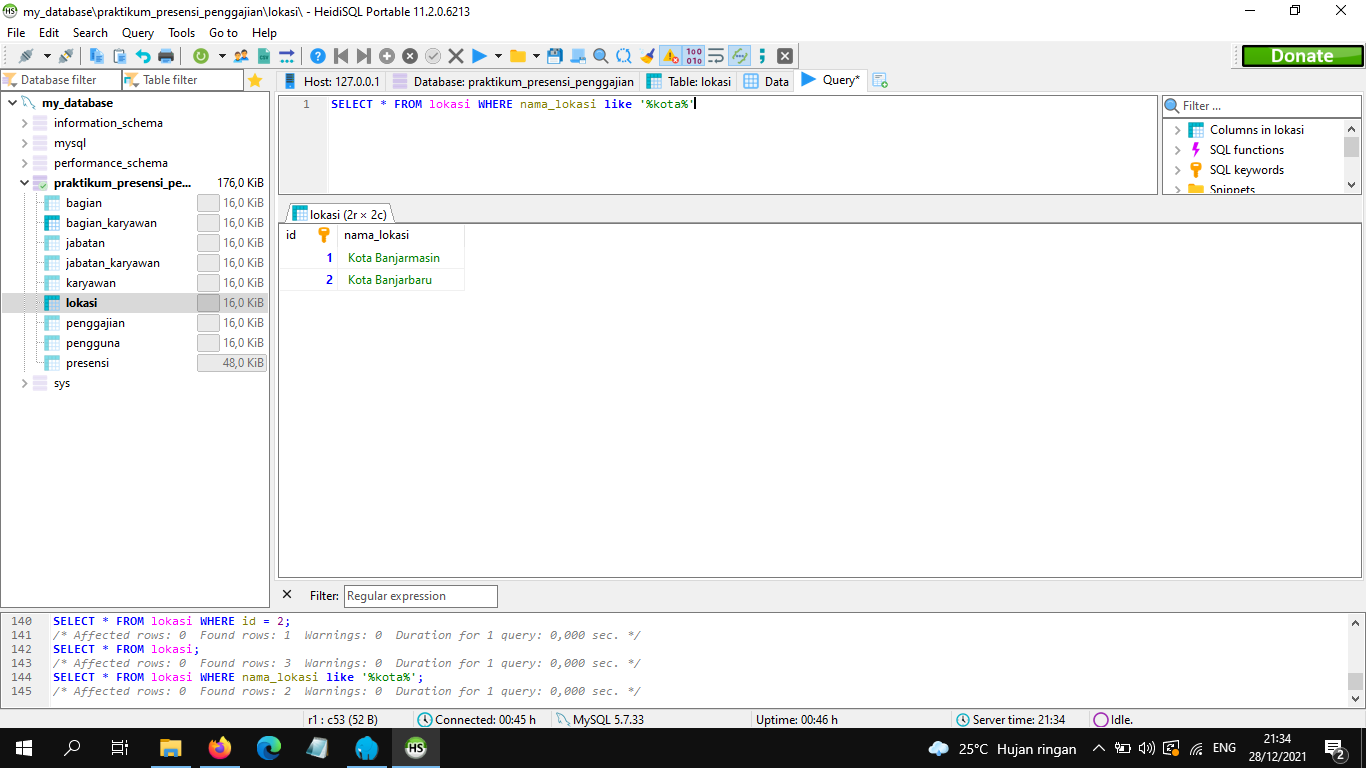 my_database\praktikum_presensi_penggajian\lokasi\ - HeidiSQL Portable 11.2.0.6213
File Edit Search Query Tools Go to Help
Donate
Database filter Table filter
Host: 127.0.0.1 Database: praktikum_presensi_penggajian Table: lokasi Data Query*
my_database
information_schema
mysql
performance_schema
praktikum_presensi_pe... 176,0 KiB
bagian 16,0 KiB
bagian_karyawan 16,0 KiB
jabatan 16,0 KiB
jabatan_karyawan 16,0 KiB
karyawan 16,0 KiB
lokasi 16,0 KiB
penggajian 16,0 KiB
pengguna 16,0 KiB
presensi 48,0 KiB
sys
1 SELECT * FROM lokasi WHERE nama_lokasi like '%kota%'
Filter ...
Columns in lokasi
SQL functions
SQL keywords
Snippets
lokasi (2r × 2c)
id nama_lokasi
1 Kota Banjarmasin
2 Kota Banjarbaru
Filter: Regular expression
140 SELECT * FROM lokasi WHERE id = 2;
141 /* Affected rows: 0 Found rows: 1 Warnings: 0 Duration for 1 query: 0,000 sec. */
142 SELECT * FROM lokasi;
143 /* Affected rows: 0 Found rows: 3 Warnings: 0 Duration for 1 query: 0,000 sec. */
144 SELECT * FROM lokasi WHERE nama_lokasi like '%kota%';
145 /* Affected rows: 0 Found rows: 2 Warnings: 0 Duration for 1 query: 0,000 sec. */
r1 : c53 (52 B) Connected: 00:45 h MySQL 5.7.33 Uptime: 00:46 h Server time: 21:34 Idle.
HS 25°C Hujan ringan ENG 21:34
28/12/2021 2